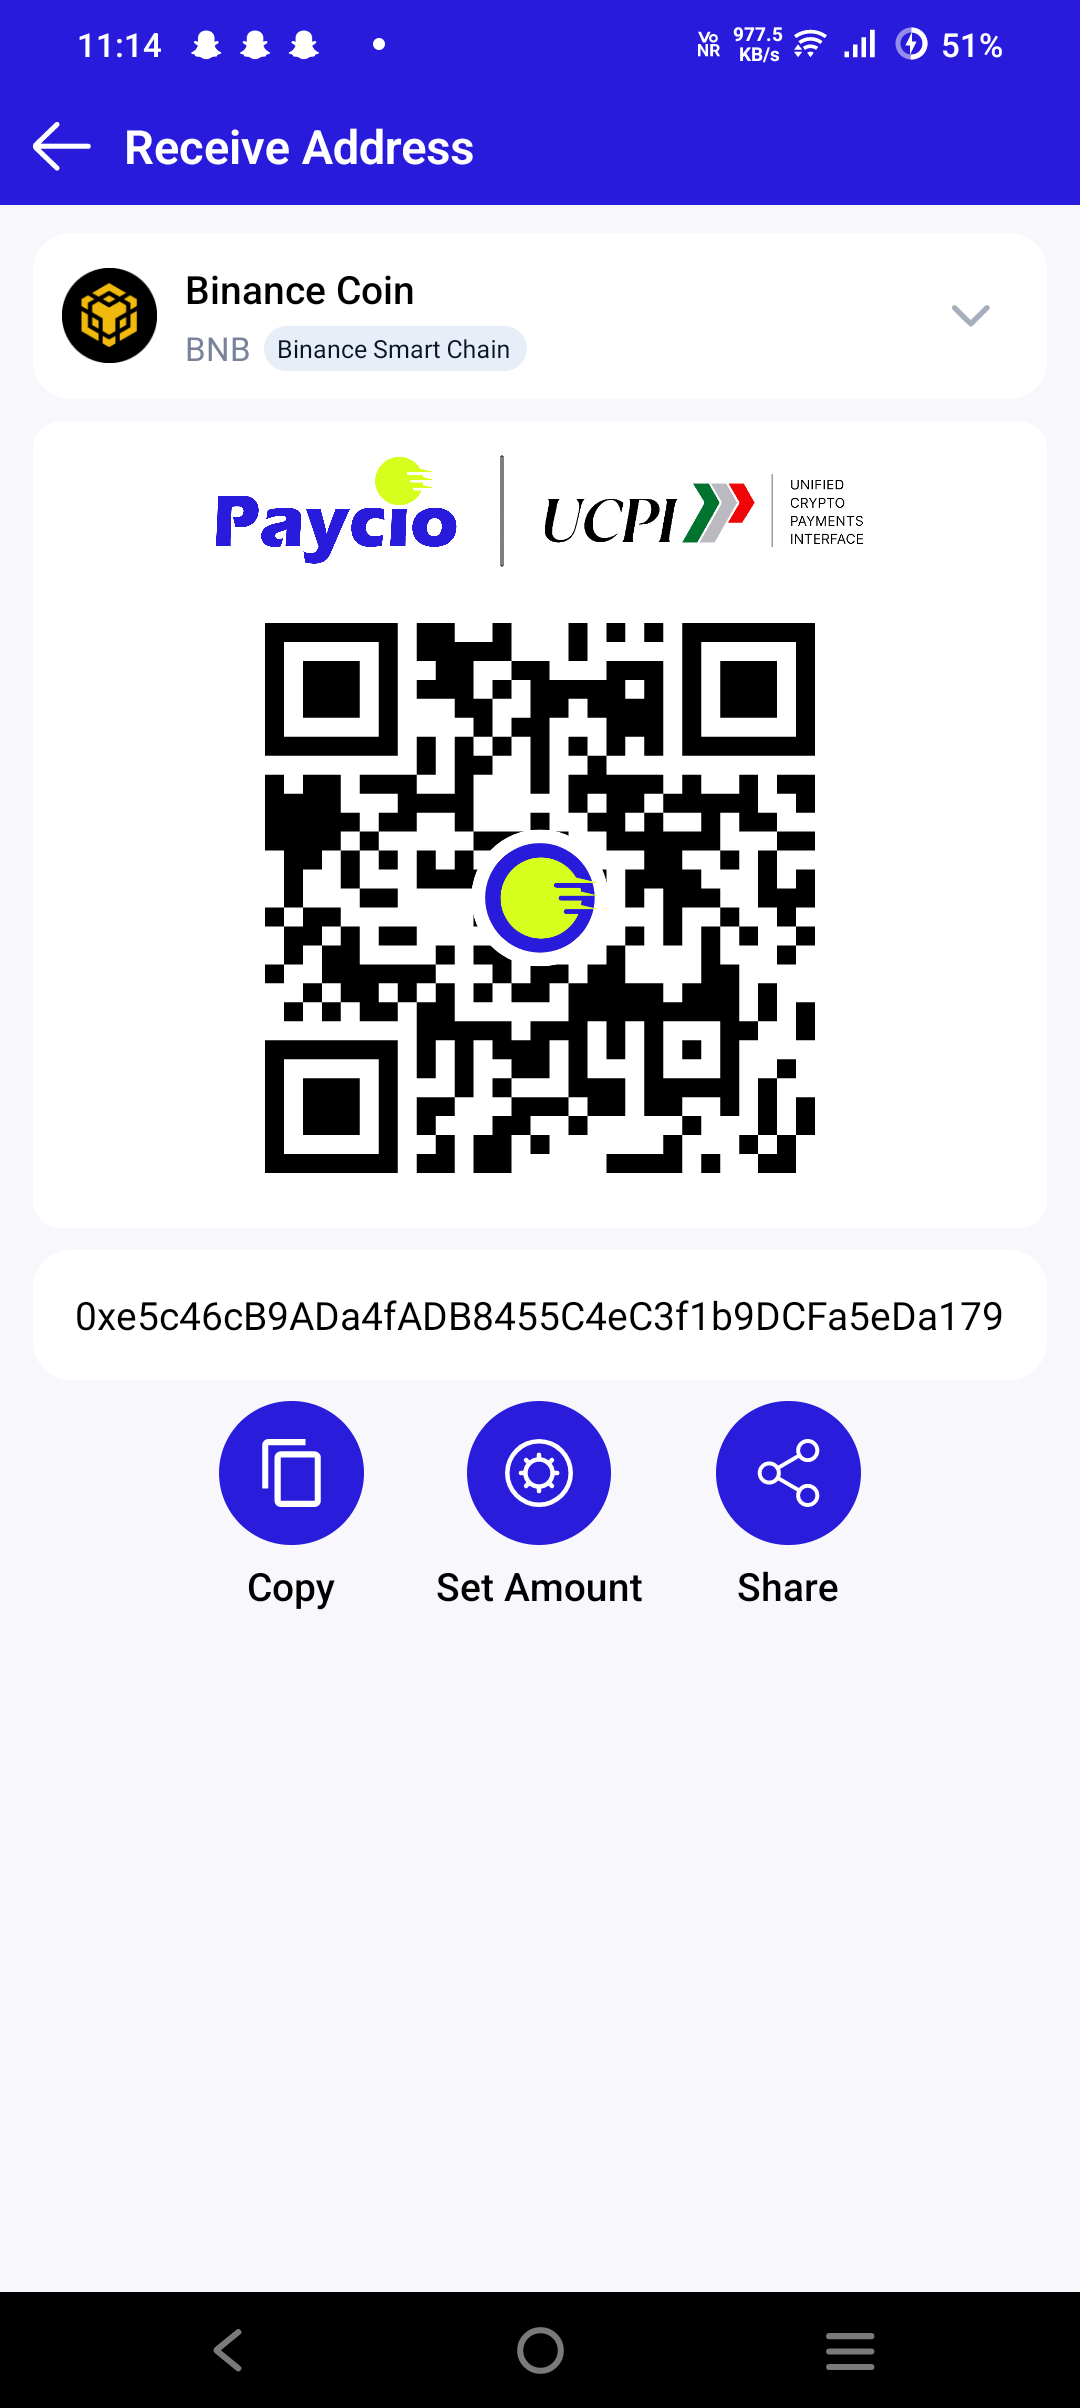 11:14
Vo
NR
977.5
KB/s
51%
Receive Address
Binance Coin
BNB Binance Smart Chain
Paycio
UCPI
UNIFIED
CRYPTO
PAYMENTS
INTERFACE
0xe5c46cB9ADa4fADB8455C4eC3f1b9DCFa5eDa179
Copy
Set Amount
Share